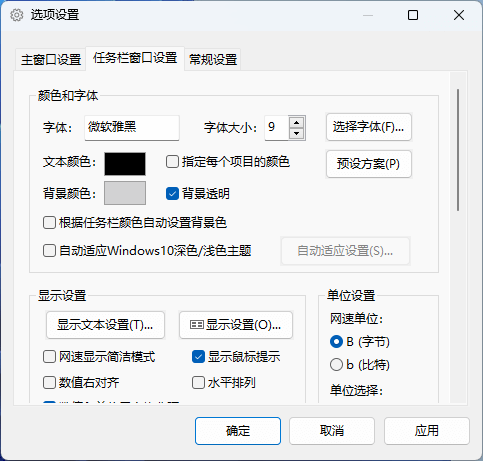 选项设置
主窗口设置 任务栏窗口设置 常规设置
颜色和字体
字体: 微软雅黑 字体大小: 9 选择字体(F)...
文本颜色: 指定每个项目的颜色 预设方案(P)
背景颜色: 背景透明
根据任务栏颜色自动设置背景色
自动适应Windows10深色/浅色主题 自动适应设置(S)...
显示设置 单位设置
显示文本设置(T)... 显示设置(O)... 网速单位:
B (字节)
网速显示简洁模式 显示鼠标提示
b (比特)
数值右对齐 水平排列
单位选择:
确定 取消 应用